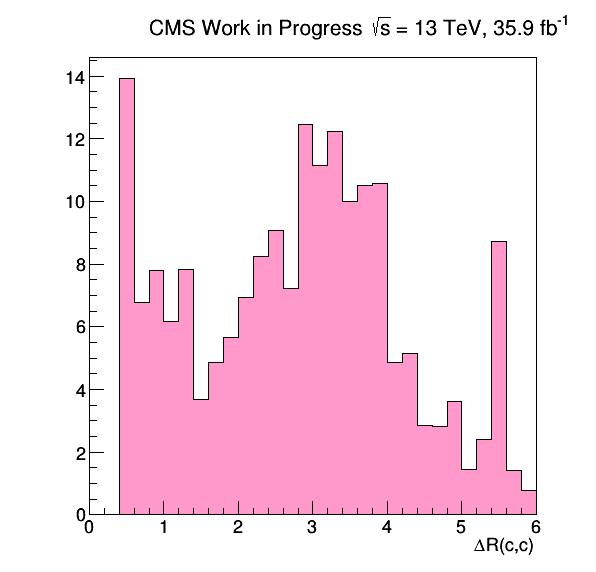 CMS Work in Progress √s = 13 TeV, 35.9 fb⁻¹
14
12
10
8
6
4
2
0
0 1 2 3 4 5 6
ΔR(c,c)